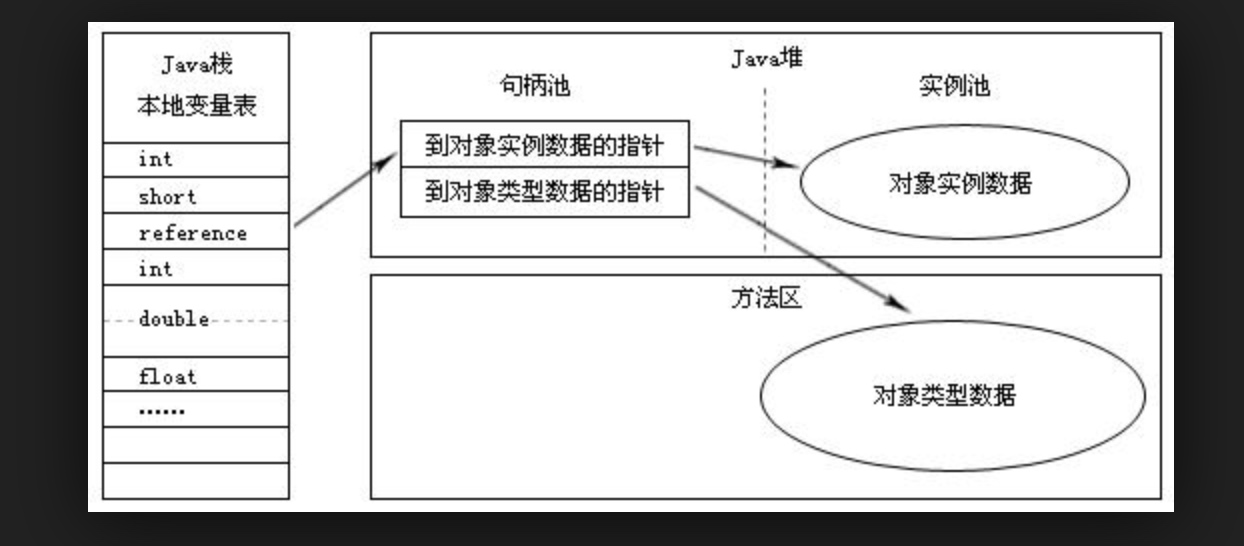 Java栈
本地变量表
int
short
reference
int
double
float
......
Java堆
句柄池
实例池
到对象实例数据的指针
到对象类型数据的指针
对象实例数据
方法区
对象类型数据